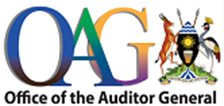 OAG
Office of the Auditor General